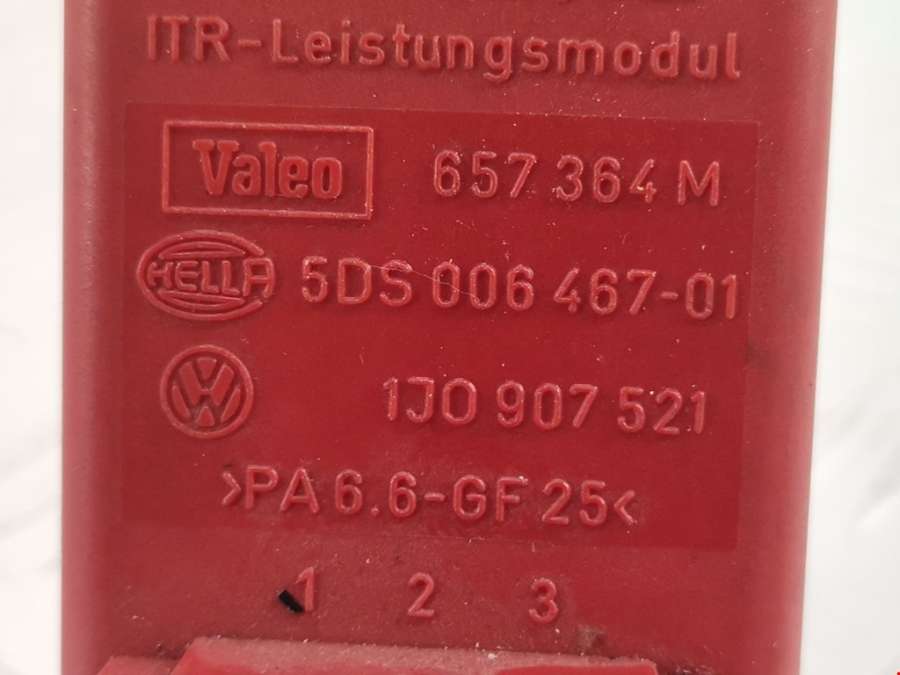 ITR-Leistungsmodul
Valeo 657 364 M
HELLA 5DS 006 467-01
VW 1J0 907 521
>PA 6.6-GF 25<
1 2 3